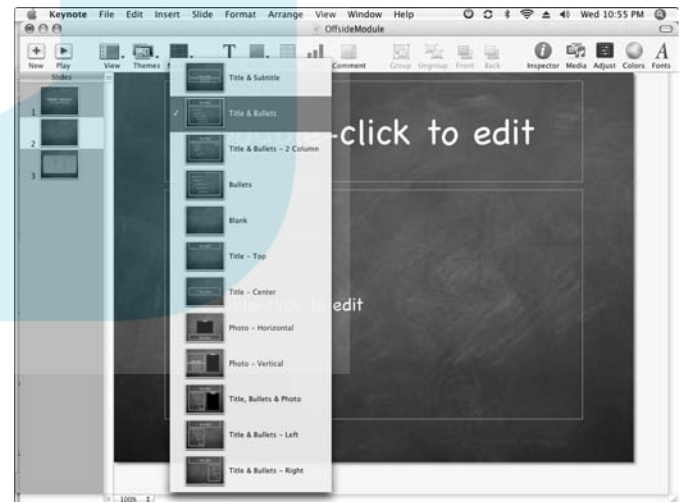 Keynote File Edit Insert Slide Format Arrange View Window Help Wed 10:55 PM
OffsideModule
New Play View Themes Comment Group Ungroup Front Back Inspector Media Adjust Colors Fonts
Slides
Title & Subtitle
✓ Title & Bullets
-click to edit
Title & Bullets - 2 Column
Bullets
Blank
Title - Top
Title - Center
to edit
Photo - Horizontal
Photo - Vertical
Title, Bullets & Photo
Title & Bullets - Left
Title & Bullets - Right
1
2
3
100%